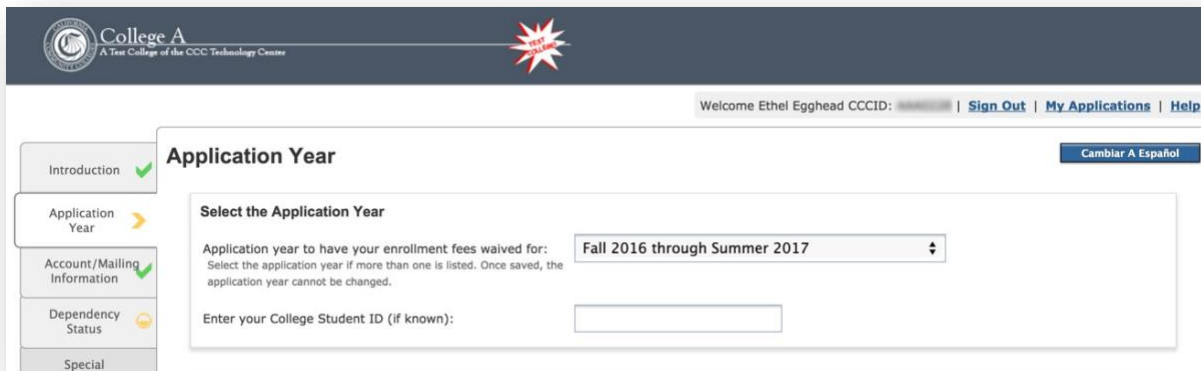 College A
A Test College of the CCC Technology Center
TEST
COLLEGE
Welcome Ethel Egghead CCCID: | Sign Out | My Applications | Help
Introduction
Application Year
Cambiar A Español
Application
Year
Select the Application Year
Application year to have your enrollment fees waived for:
Fall 2016 through Summer 2017
Select the application year if more than one is listed. Once saved, the
application year cannot be changed.
Account/Mailing
Information
Dependency
Status
Enter your College Student ID (if known):
Special